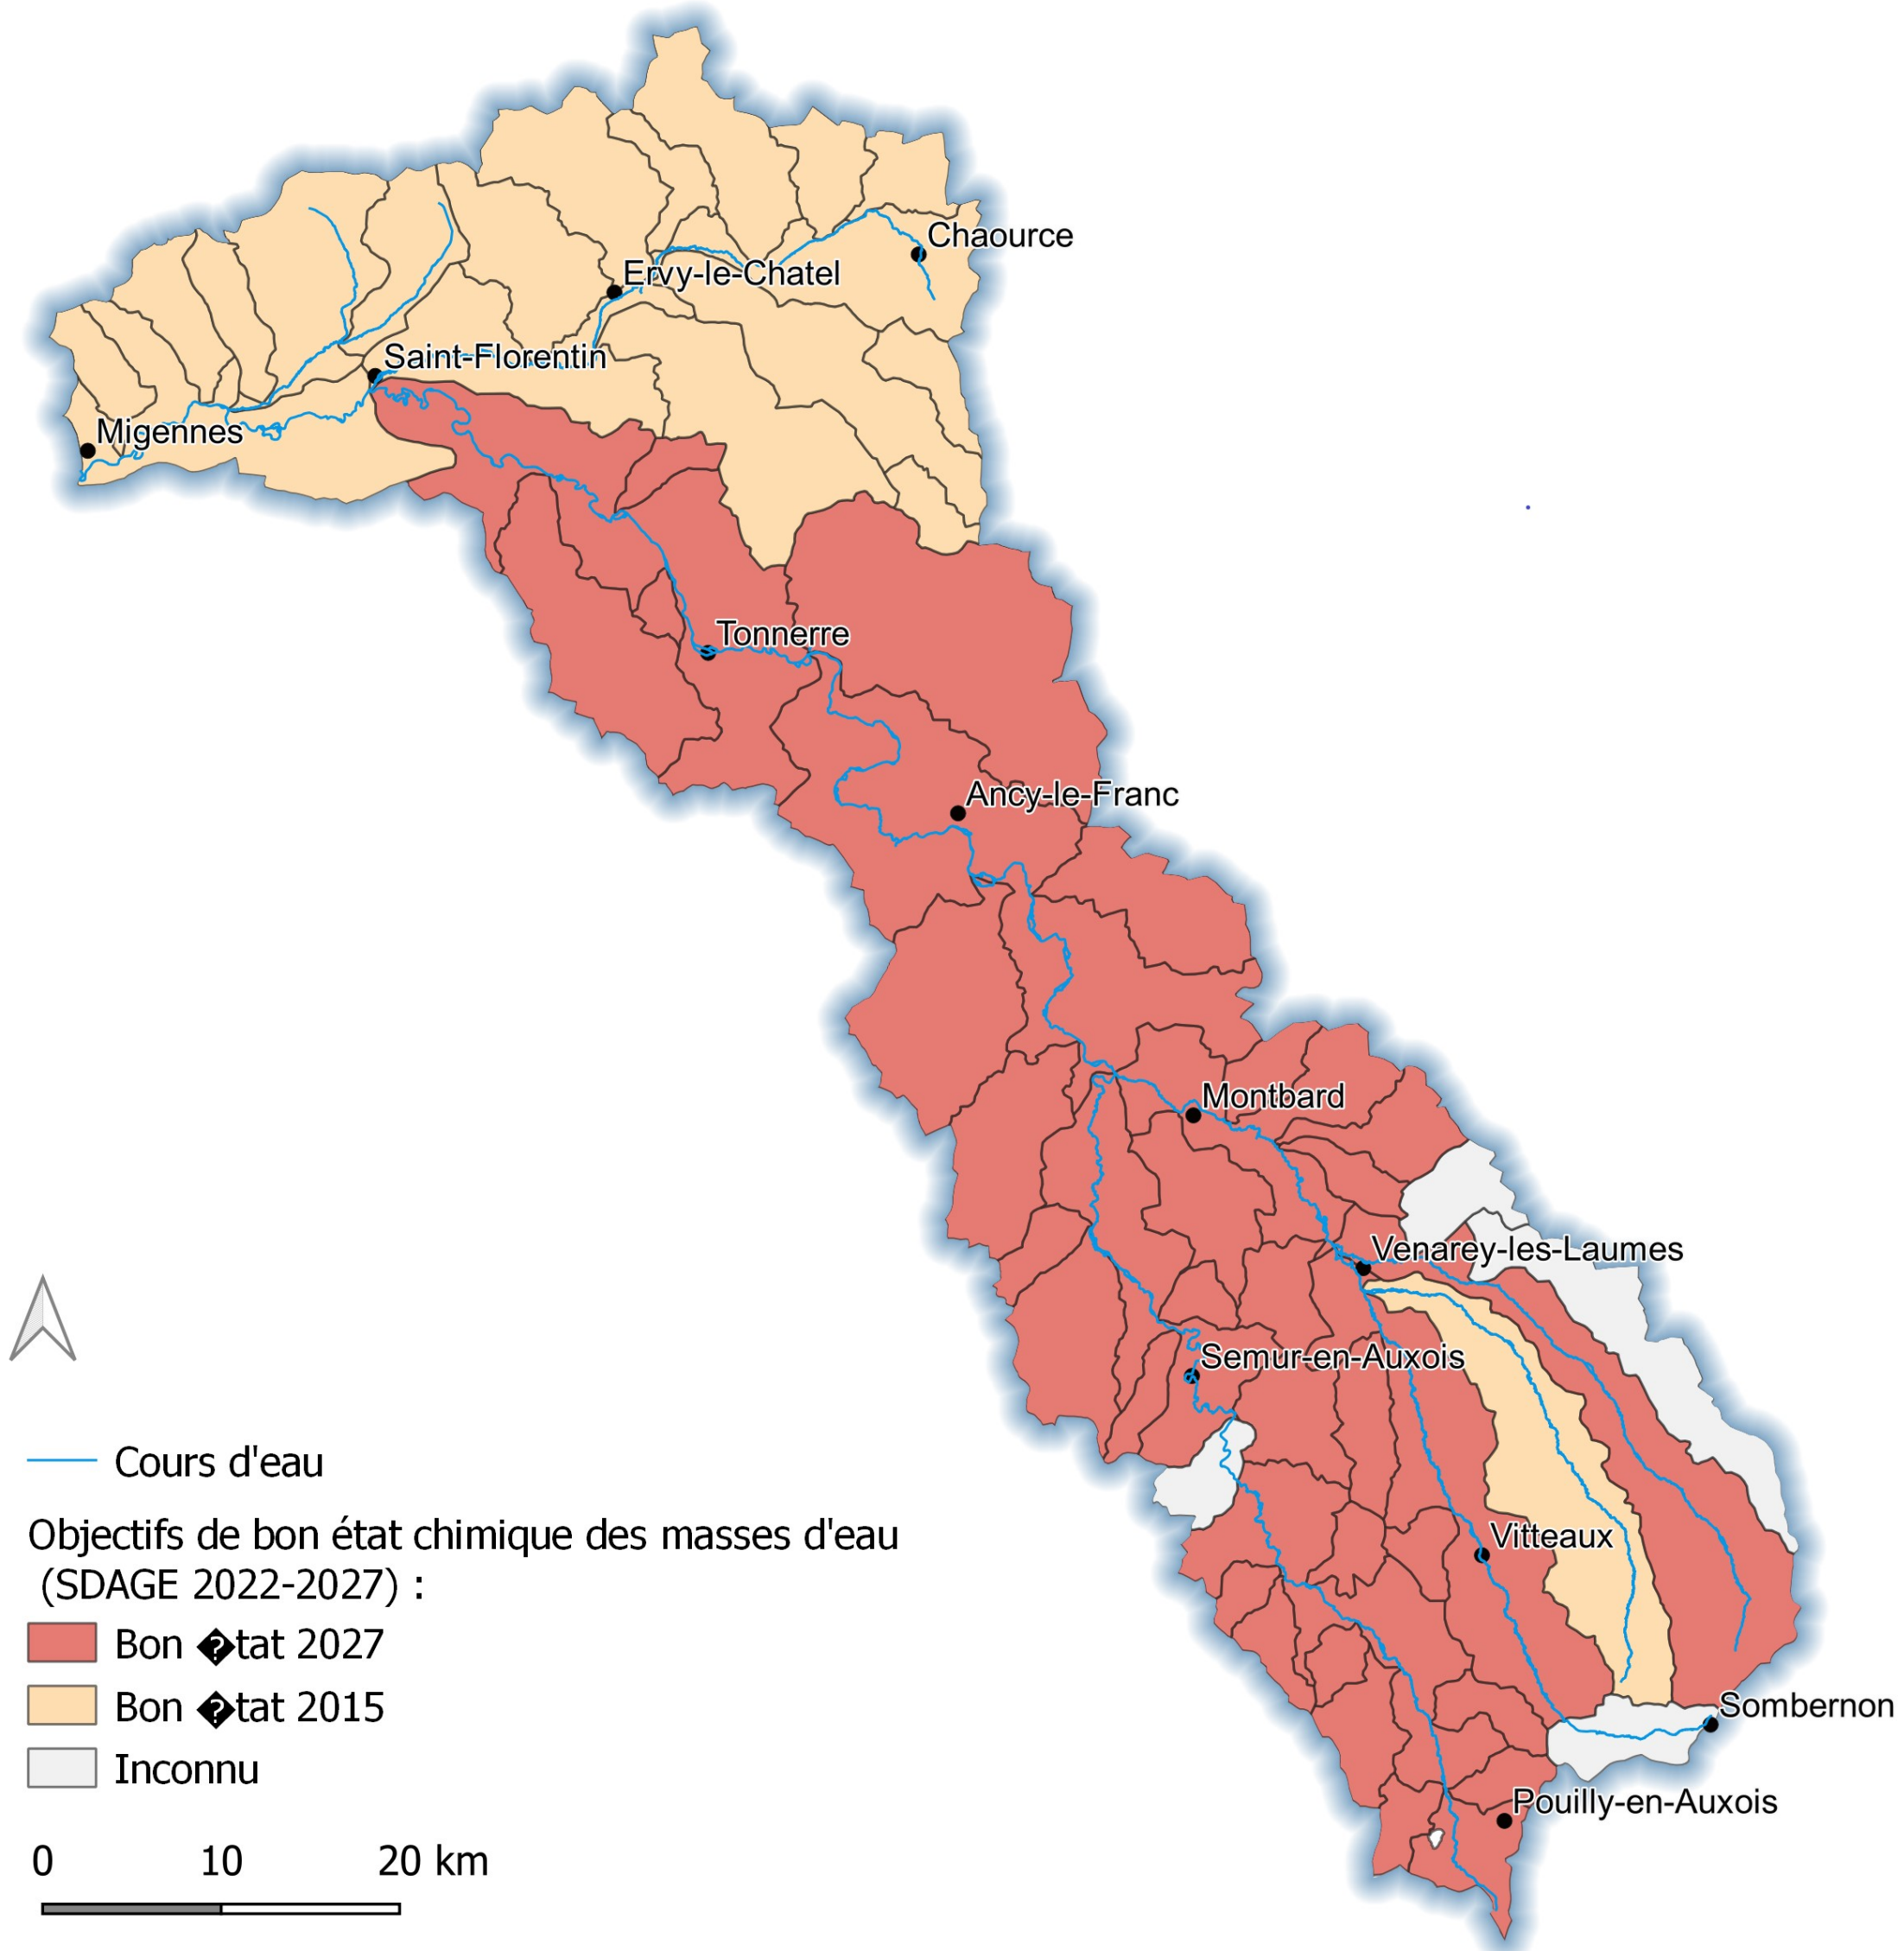 Chaource
Ervy-le-Chatel
Saint-Florentin
Migennes
Tonnerre
Ancy-le-Franc
Montbard
Venarey-les-Laumes
Semur-en-Auxois
Vitteaux
Sombernon
Pouilly-en-Auxois
Cours d'eau
Objectifs de bon état chimique des masses d'eau
(SDAGE 2022-2027) :
Bon �tat 2027
Bon �tat 2015
Inconnu
0 10 20 km